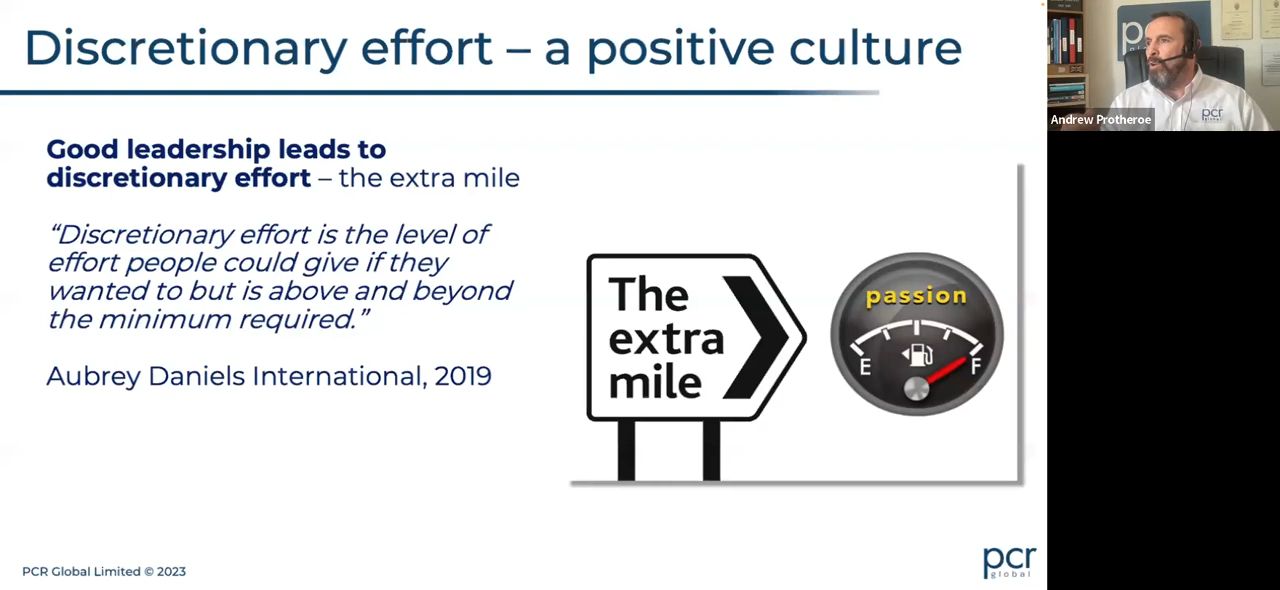 Discretionary effort – a positive culture
Good leadership leads to
discretionary effort – the extra mile
“Discretionary effort is the level of
effort people could give if they
wanted to but is above and beyond
the minimum required.”
Aubrey Daniels International, 2019
The
extra
mile
passion
E
F
PCR Global Limited © 2023
pcr
global
Andrew Protheroe
pcr
global